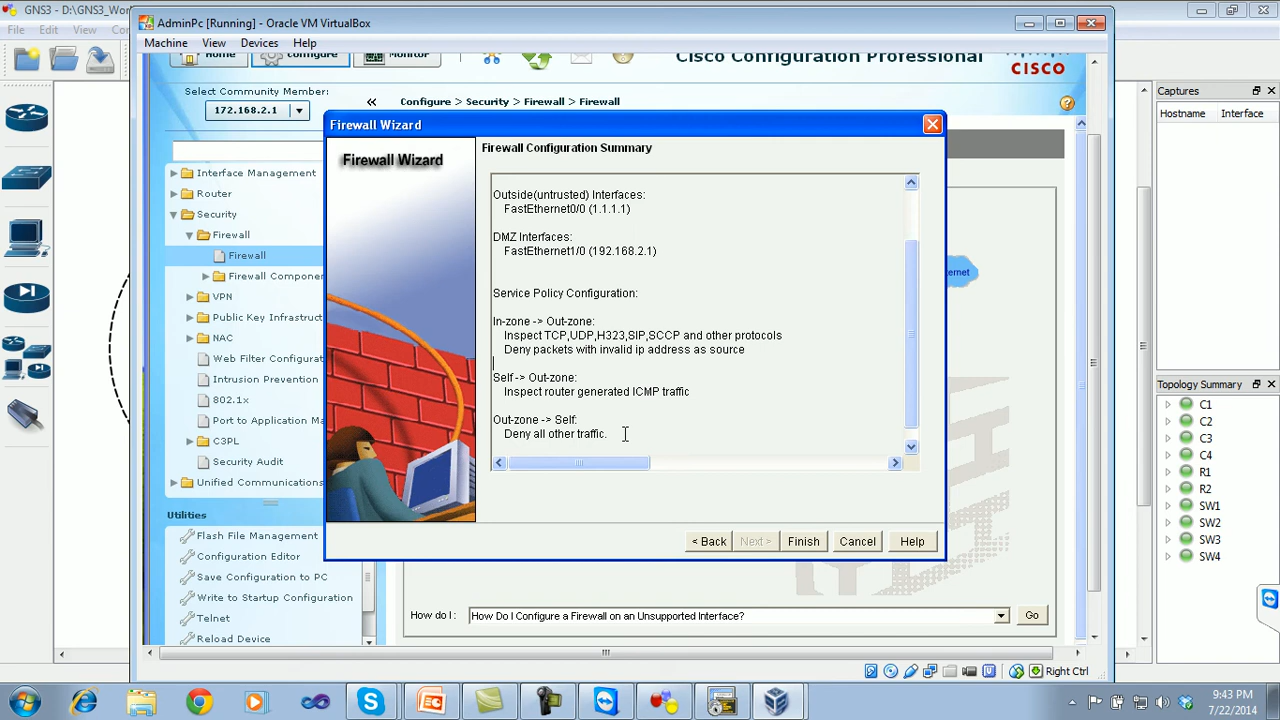 GNS3 - D:\GNS3_Wor
AdminPc [Running] - Oracle VM VirtualBox
File Edit View Co
Machine View Devices Help
Home Configure Monitor
Cisco Configuration Professional
CISCO
Select Community Member
172.168.2.1
Configure > Security > Firewall > Firewall
Captures
Hostname Interface
Firewall Wizard
Firewall Wizard
Firewall Configuration Summary
Interface Management
Router
Security
Firewall
Firewall
Firewall Compone
VPN
Public Key Infrastruct
NAC
Web Filter Configurat
Intrusion Prevention
802.1x
Port to Application Ma
C3PL
Security Audit
Unified Communications
Outside(untrusted) Interfaces:
FastEthernet0/0 (1.1.1.1)
DMZ Interfaces:
FastEthernet1/0 (192.168.2.1)
Service Policy Configuration:
In-zone -> Out-zone:
Inspect TCP,UDP,H323,SIP,SCCP and other protocols
Deny packets with invalid ip address as source
Self -> Out-zone:
Inspect router generated ICMP traffic
Out-zone -> Self:
Deny all other traffic.
ernet
< Back Next > Finish Cancel Help
Topology Summary
C1
C2
C3
C4
R1
R2
SW1
SW2
SW3
SW4
Utilities
Flash File Management
Configuration Editor
Save Configuration to PC
Write to Startup Configuration
Telnet
Reload Device
How do I: How Do I Configure a Firewall on an Unsupported Interface? Go
Right Ctrl
9:43 PM
7/22/2014